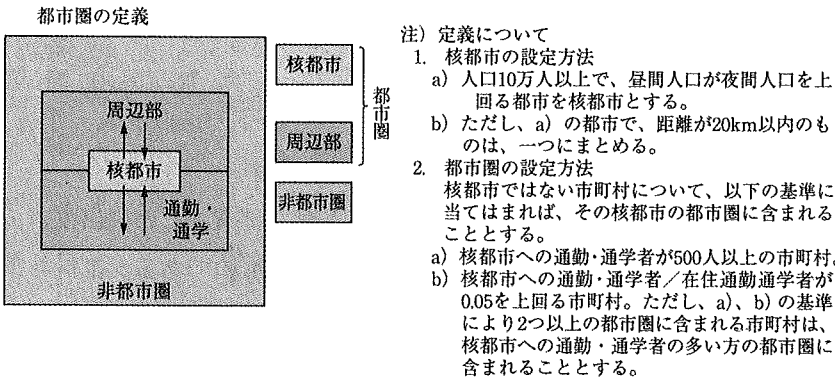 都市圏の定義
周辺部
核都市
通勤・
通学
非都市圏
核都市
周辺部
非都市圏
都市圏
注）定義について
1. 核都市の設定方法
a）人口10万人以上で、昼間人口が夜間人口を上
回る都市を核都市とする。
b）ただし、a）の都市で、距離が20km以内のも
のは、一つにまとめる。
2. 都市圏の設定方法
核都市ではない市町村について、以下の基準に
当てはまれば、その核都市の都市圏に含まれる
こととする。
a）核都市への通勤・通学者が500人以上の市町村。
b）核都市への通勤・通学者／在住通勤通学者が
0.05を上回る市町村。ただし、a）、b）の基準
により2つ以上の都市圏に含まれる市町村は、
核都市への通勤・通学者の多い方の都市圏に
含まれることとする。